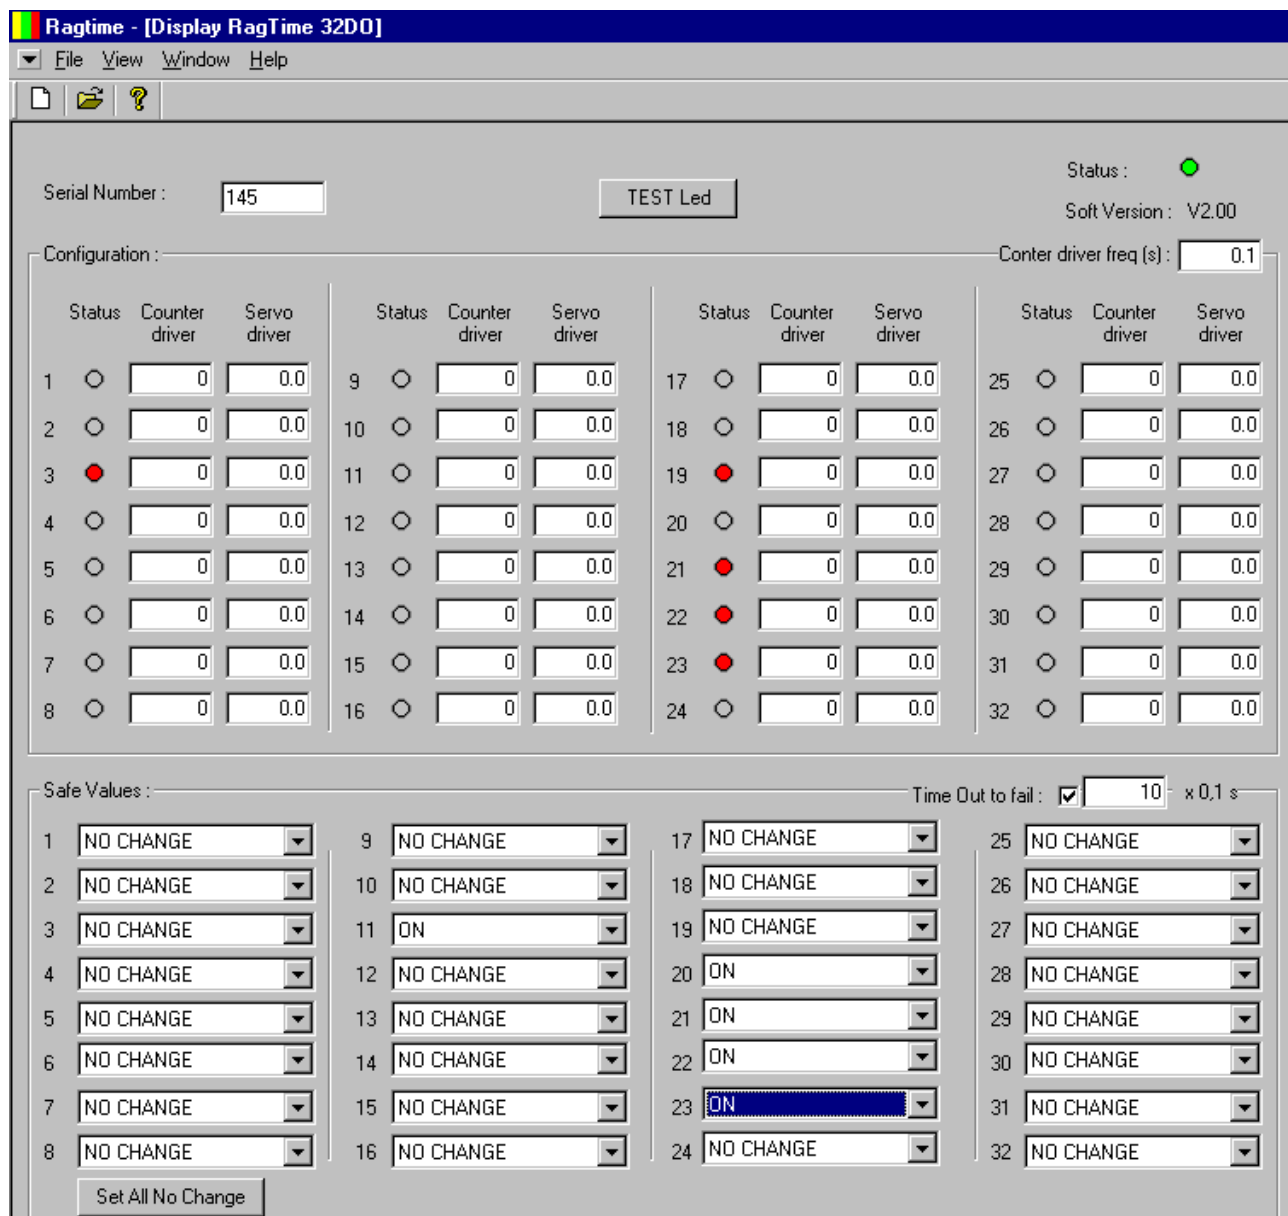 Ragtime - [Display RagTime 32DO]
File View Window Help
Status :
Serial Number : 145 TEST Led
Soft Version : V2.00
Configuration : Conter driver freq (s) : 0.1
Status Counter driver Servo driver Status Counter driver Servo driver Status Counter driver Servo driver Status Counter driver Servo driver
1 0 0.0 9 0 0.0 17 0 0.0 25 0 0.0
2 0 0.0 10 0 0.0 18 0 0.0 26 0 0.0
3 0 0.0 11 0 0.0 19 0 0.0 27 0 0.0
4 0 0.0 12 0 0.0 20 0 0.0 28 0 0.0
5 0 0.0 13 0 0.0 21 0 0.0 29 0 0.0
6 0 0.0 14 0 0.0 22 0 0.0 30 0 0.0
7 0 0.0 15 0 0.0 23 0 0.0 31 0 0.0
8 0 0.0 16 0 0.0 24 0 0.0 32 0 0.0
Safe Values : Time Out to fail : 10 x 0,1 s
1 NO CHANGE 9 NO CHANGE 17 NO CHANGE 25 NO CHANGE
2 NO CHANGE 10 NO CHANGE 18 NO CHANGE 26 NO CHANGE
3 NO CHANGE 11 ON 19 NO CHANGE 27 NO CHANGE
4 NO CHANGE 12 NO CHANGE 20 ON 28 NO CHANGE
5 NO CHANGE 13 NO CHANGE 21 ON 29 NO CHANGE
6 NO CHANGE 14 NO CHANGE 22 ON 30 NO CHANGE
7 NO CHANGE 15 NO CHANGE 23 ON 31 NO CHANGE
8 NO CHANGE 16 NO CHANGE 24 NO CHANGE 32 NO CHANGE
Set All No Change